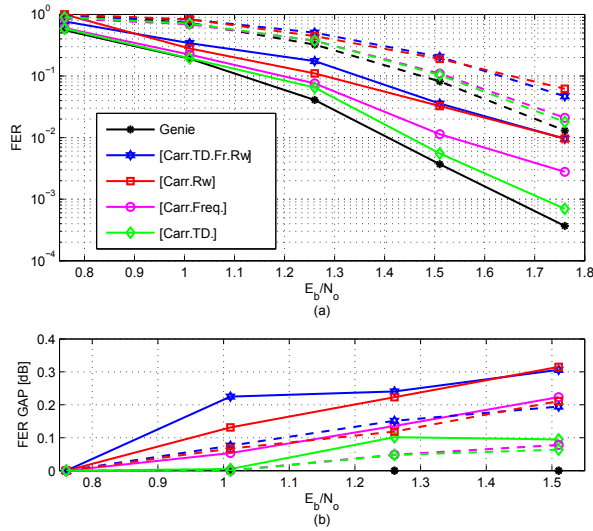 10^0
10^-1
10^-2
10^-3
10^-4
FER
Genie
[Carr.TD.Fr.Rw]
[Carr.Rw]
[Carr.Freq.]
[Carr.TD.]
0.8 0.9 1 1.1 1.2 1.3 1.4 1.5 1.6 1.7 1.8
E_b/N_o
(a)
0.4
0.3
0.2
0.1
0
FER GAP [dB]
0.8 0.9 1 1.1 1.2 1.3 1.4 1.5
E_b/N_o
(b)